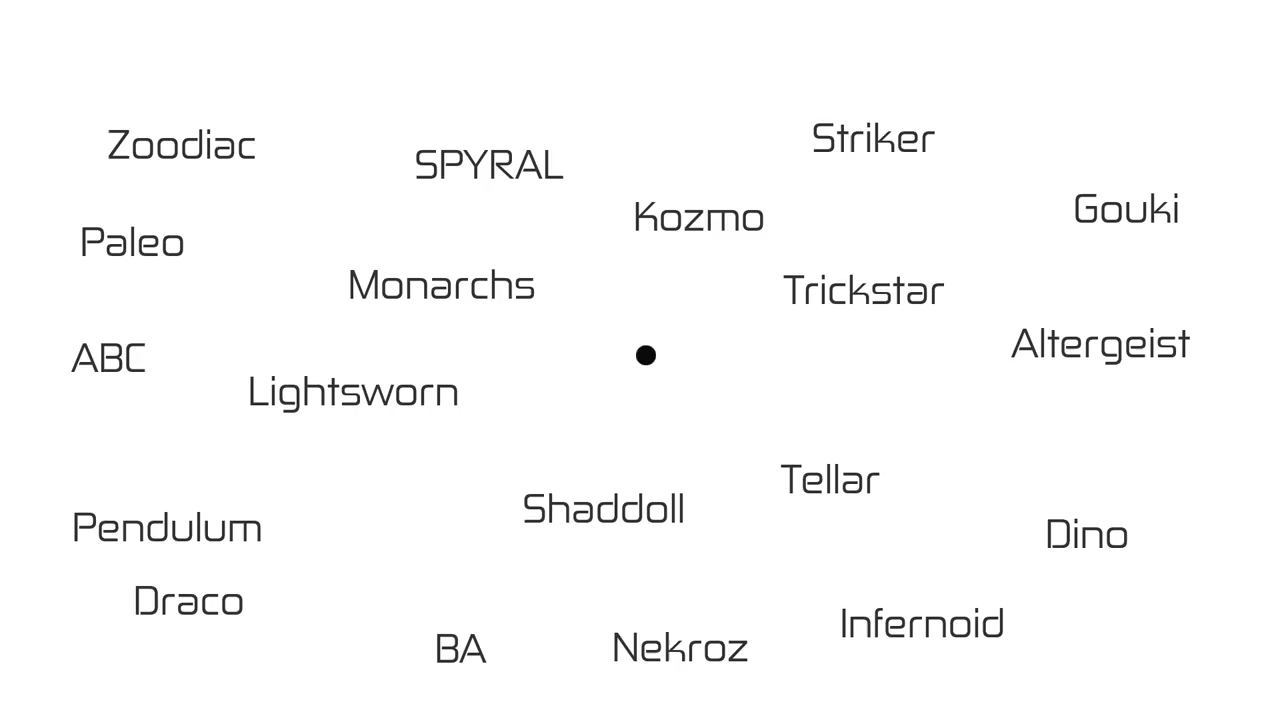 Zoodiac
SPYRAL
Striker
Kozmo
Gouki
Paleo
Monarchs
Trickstar
ABC
Altergeist
Lightsworn
Tellar
Shaddoll
Pendulum
Dino
Draco
Infernoid
BA
Nekroz